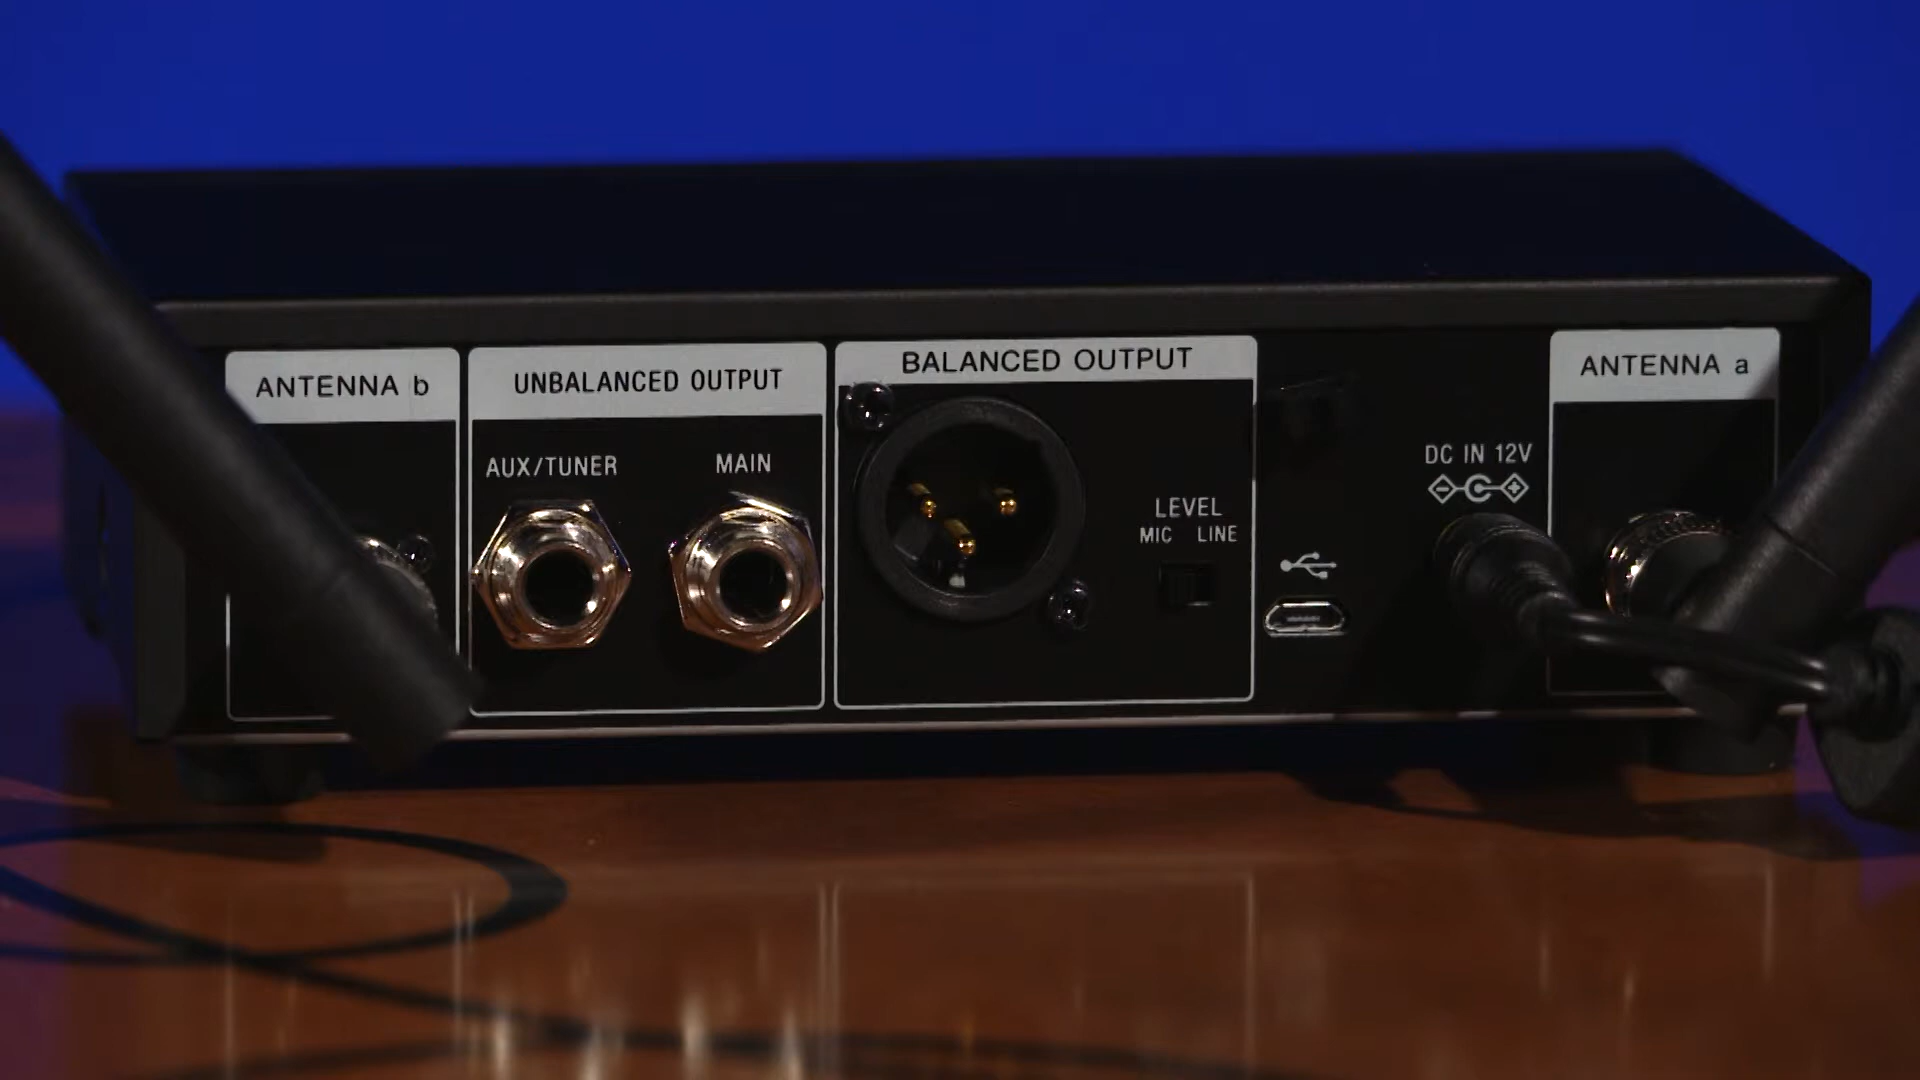 ANTENNA b
UNBALANCED OUTPUT
AUX/TUNER
MAIN
BALANCED OUTPUT
LEVEL
MIC LINE
DC IN 12V
ANTENNA a